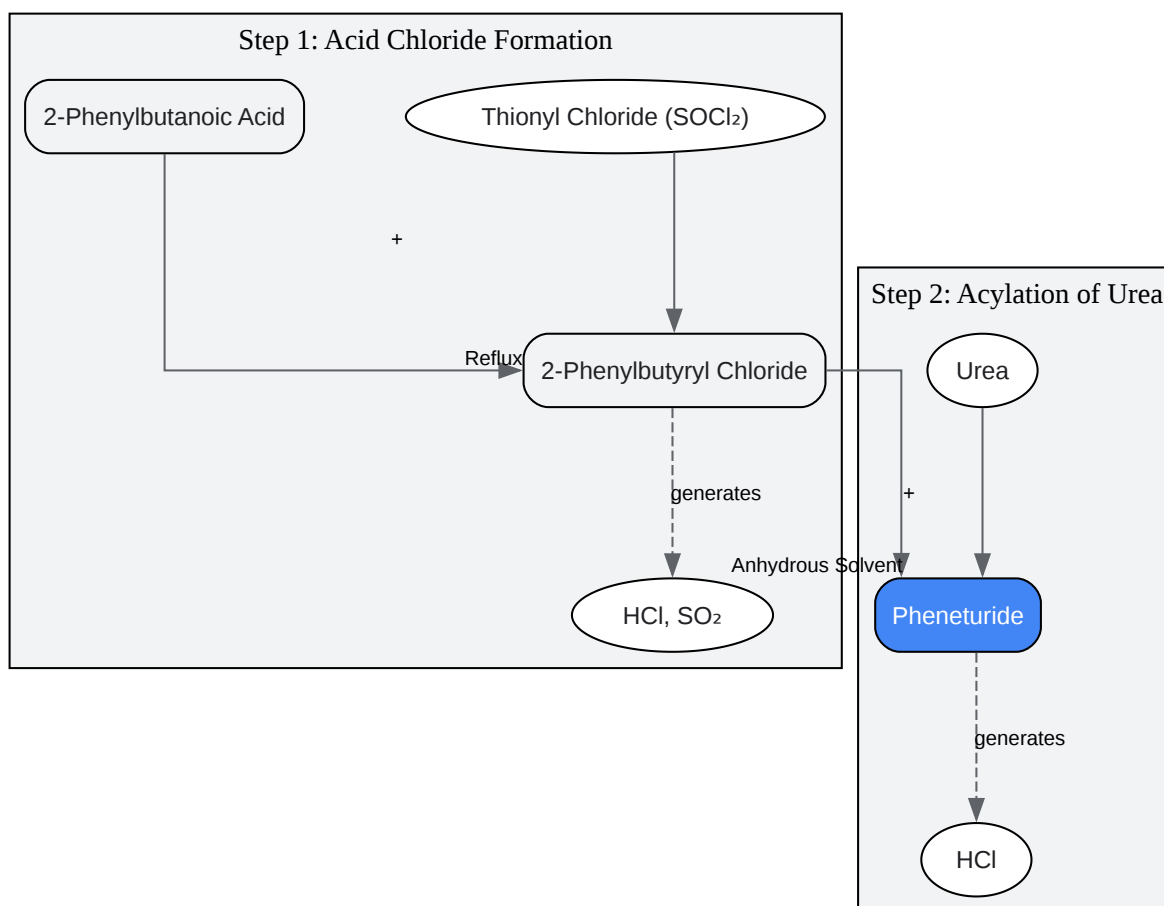 Step 1: Acid Chloride Formation
2-Phenylbutanoic Acid
Thionyl Chloride (SOCl₂)
+
Reflux
2-Phenylbutyryl Chloride
generates
HCl, SO₂
Step 2: Acylation of Urea
Urea
+
Anhydrous Solvent
Pheneturide
generates
HCl